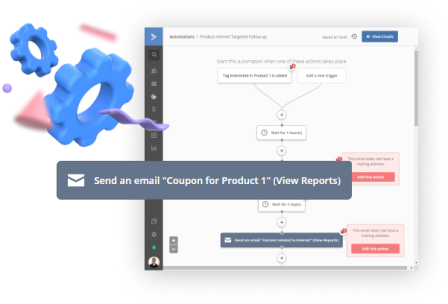 Automations / Product Interest Targeted Follow-up
Saved at 16:42
View Emails
Start this automation when one of these actions takes place
Tag Interested in Product 1 is added
Add a new trigger
Wait for 1 hour(s)
This email does not have a
mailing address.
Edit this action
Send an email "Coupon for Product 1" (View Reports)
Wait for 3 day(s)
This email does not have a
mailing address.
Send an email "Content related to interest" (View Reports)
Edit this action